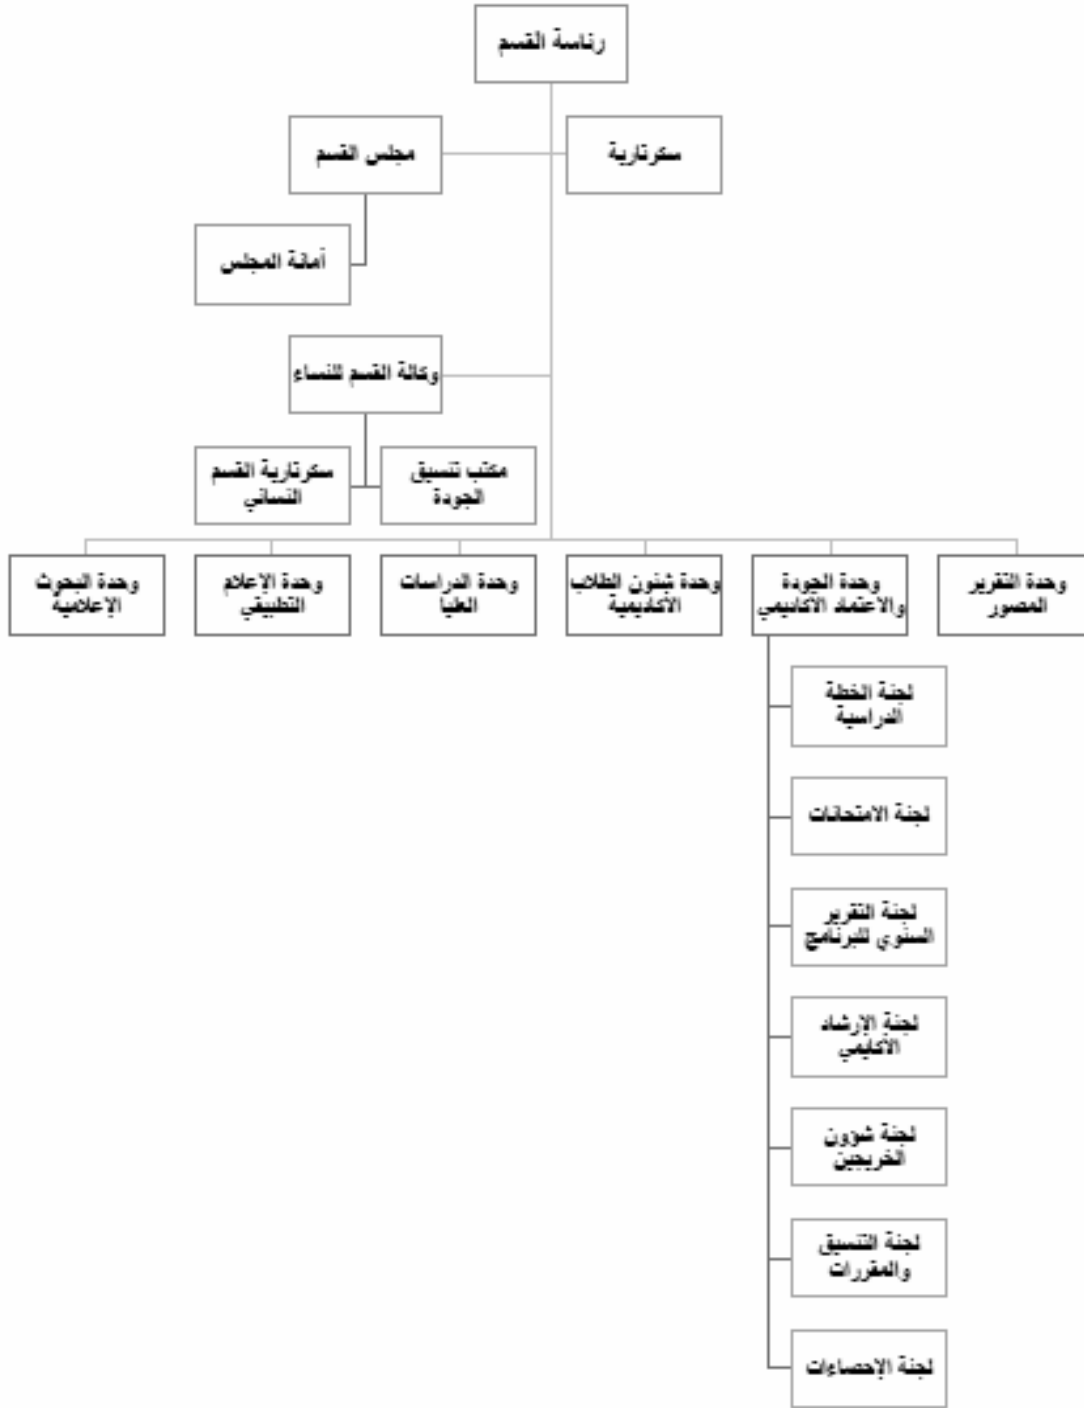 رئاسة القسم
سكرتارية
مجلس القسم
أمانة المجلس
وكالة القسم للنساء
مكتب تنسيق
الجودة
سكرتارية القسم
النسائي
وحدة التقرير
المصور
وحدة الجودة
والاعتماد الأكاديمي
وحدة شئون الطلاب
الأكاديمية
وحدة الدراسات
العليا
وحدة الإعلام
التطبيقي
وحدة البحوث
الإعلامية
لجنة الخطة
الدراسية
لجنة الامتحانات
لجنة التقرير
السنوي للبرنامج
لجنة الإرشاد
الأكايمي
لجنة شؤون
الخريجين
لجنة التنسيق
والمقررات
لجنة الإحصاءات